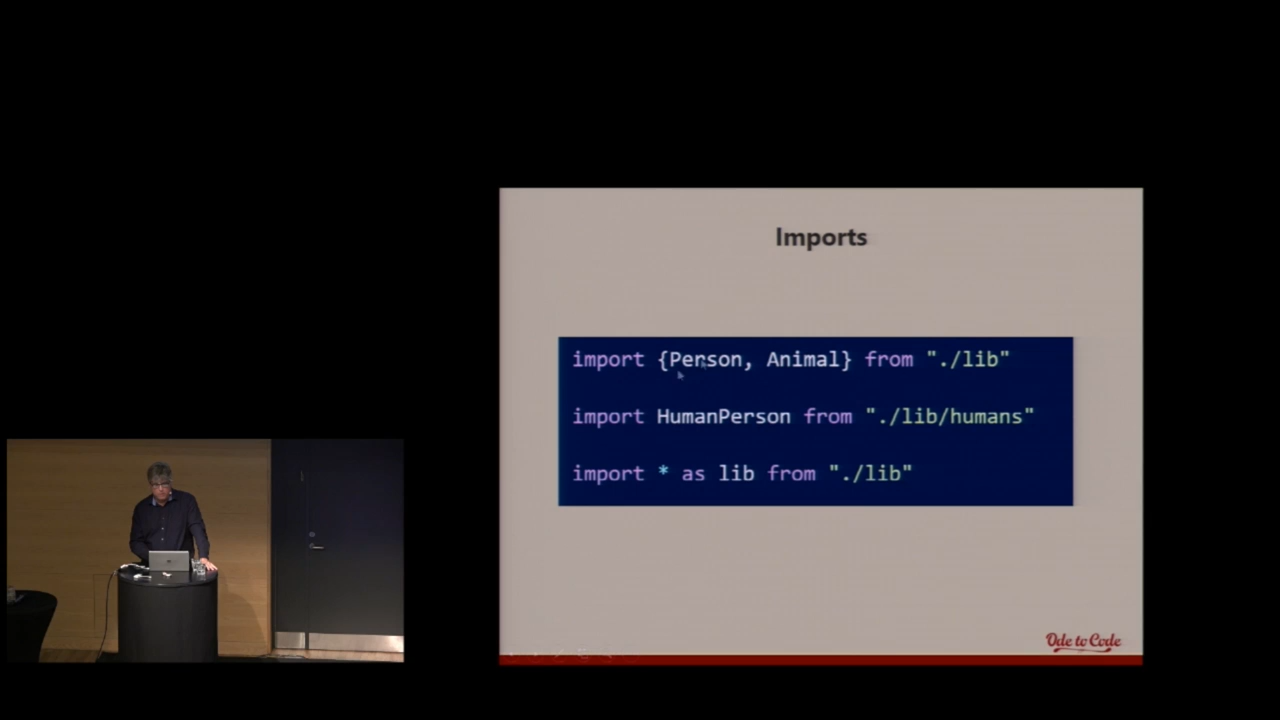 Imports
import {Person, Animal} from "./lib"
import HumanPerson from "./lib/humans"
import * as lib from "./lib"
Ode to Code